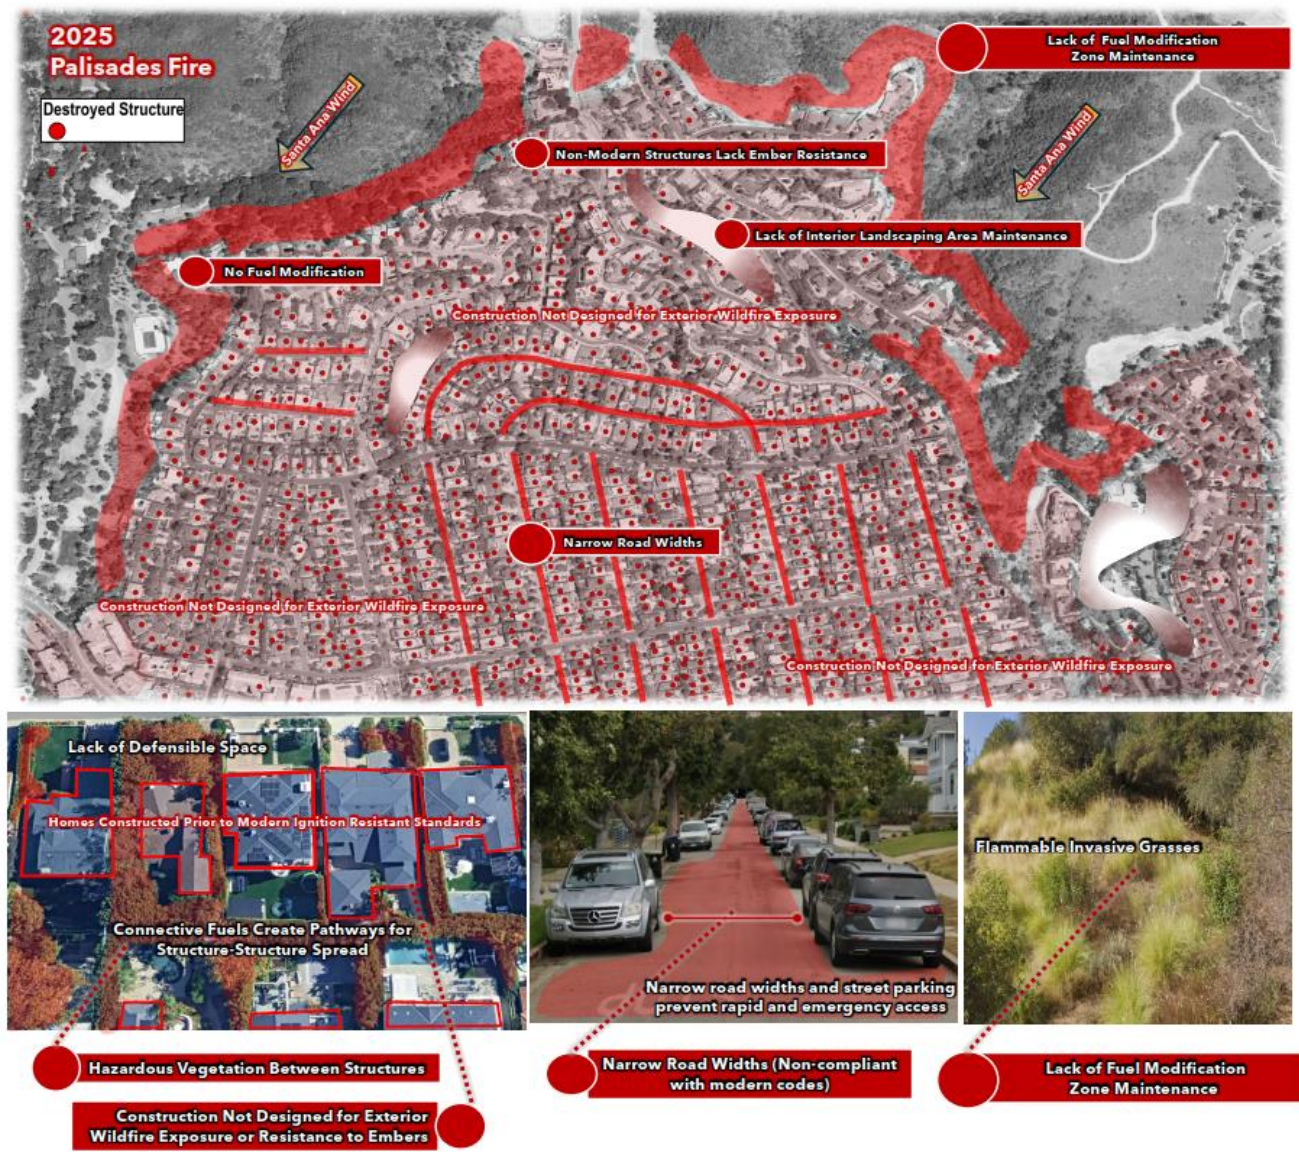 2025
Palisades Fire
Destroyed Structure
Santa Ana Wind
Santa Ana Wind
Lack of Fuel Modification
Zone Maintenance
Non-Modern Structures Lack Ember Resistance
Lack of Interior Landscaping Area Maintenance
No Fuel Modification
Construction Not Designed for Exterior Wildfire Exposure
Narrow Road Widths
Construction Not Designed for Exterior Wildfire Exposure
Construction Not Designed for Exterior Wildfire Exposure
Lack of Defensible Space
Homes Constructed Prior to Modern Ignition Resistant Standards
Connective Fuels Create Pathways for
Structure-Structure Spread
Narrow road widths and street parking
prevent rapid and emergency access
Flammable Invasive Grasses
Hazardous Vegetation Between Structures
Construction Not Designed for Exterior
Wildfire Exposure or Resistance to Embers
Narrow Road Widths (Non-compliant
with modern codes)
Lack of Fuel Modification
Zone Maintenance